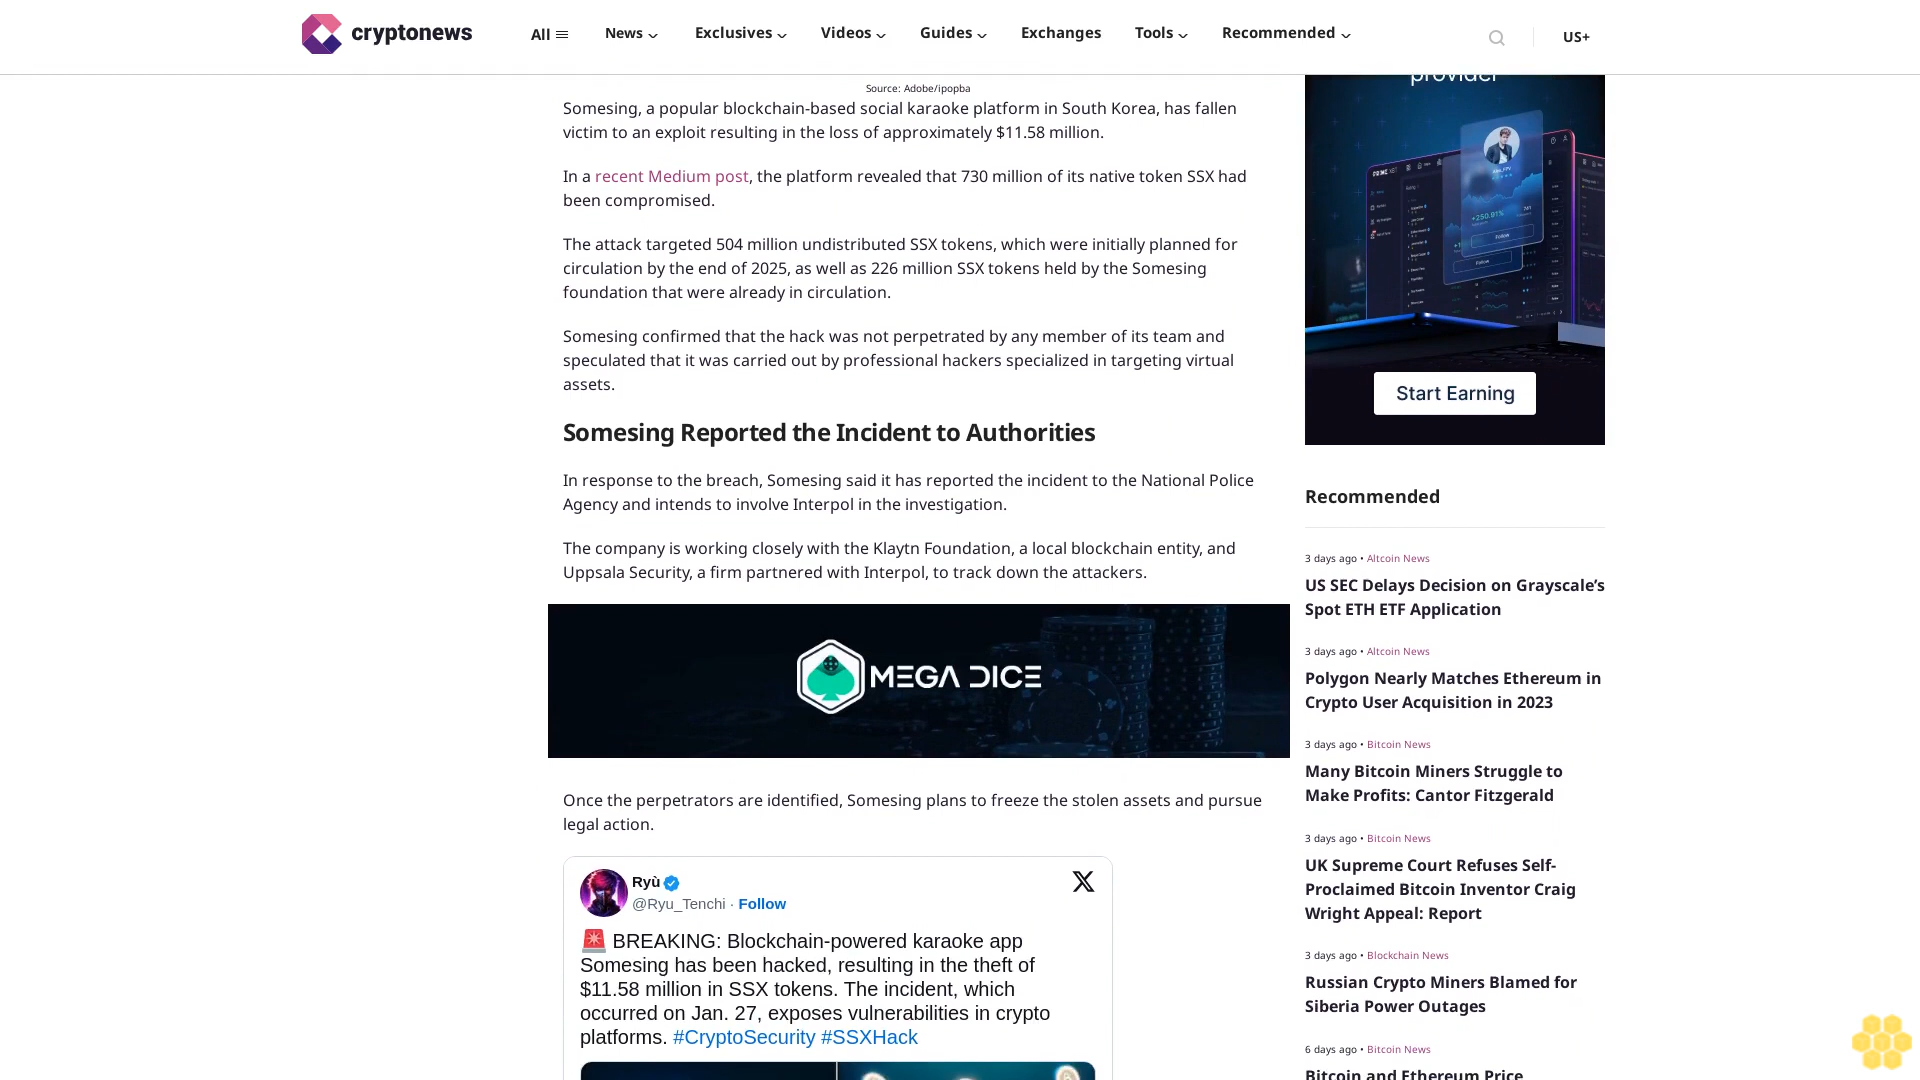 cryptonews
All
News
Exclusives
Videos
Guides
Exchanges
Tools
Recommended
US+
Source: Adobe/ipopba
Somesing, a popular blockchain-based social karaoke platform in South Korea, has fallen
victim to an exploit resulting in the loss of approximately $11.58 million.
In a recent Medium post, the platform revealed that 730 million of its native token SSX had
been compromised.
The attack targeted 504 million undistributed SSX tokens, which were initially planned for
circulation by the end of 2025, as well as 226 million SSX tokens held by the Somesing
foundation that were already in circulation.
Somesing confirmed that the hack was not perpetrated by any member of its team and
speculated that it was carried out by professional hackers specialized in targeting virtual
assets.
Somesing Reported the Incident to Authorities
In response to the breach, Somesing said it has reported the incident to the National Police
Agency and intends to involve Interpol in the investigation.
The company is working closely with the Klaytn Foundation, a local blockchain entity, and
Uppsala Security, a firm partnered with Interpol, to track down the attackers.
MEGA DICE
Once the perpetrators are identified, Somesing plans to freeze the stolen assets and pursue
legal action.
Ryù
@Ryu_Tenchi · Follow
🚨 BREAKING: Blockchain-powered karaoke app
Somesing has been hacked, resulting in the theft of
$11.58 million in SSX tokens. The incident, which
occurred on Jan. 27, exposes vulnerabilities in crypto
platforms. #CryptoSecurity #SSXHack
provider
PRIME XBT
+250.91%
Follow
Follow
Start Earning
Recommended
3 days ago • Altcoin News
US SEC Delays Decision on Grayscale’s
Spot ETH ETF Application
3 days ago • Altcoin News
Polygon Nearly Matches Ethereum in
Crypto User Acquisition in 2023
3 days ago • Bitcoin News
Many Bitcoin Miners Struggle to
Make Profits: Cantor Fitzgerald
3 days ago • Bitcoin News
UK Supreme Court Refuses Self-
Proclaimed Bitcoin Inventor Craig
Wright Appeal: Report
3 days ago • Blockchain News
Russian Crypto Miners Blamed for
Siberia Power Outages
6 days ago • Bitcoin News
Bitcoin and Ethereum Price